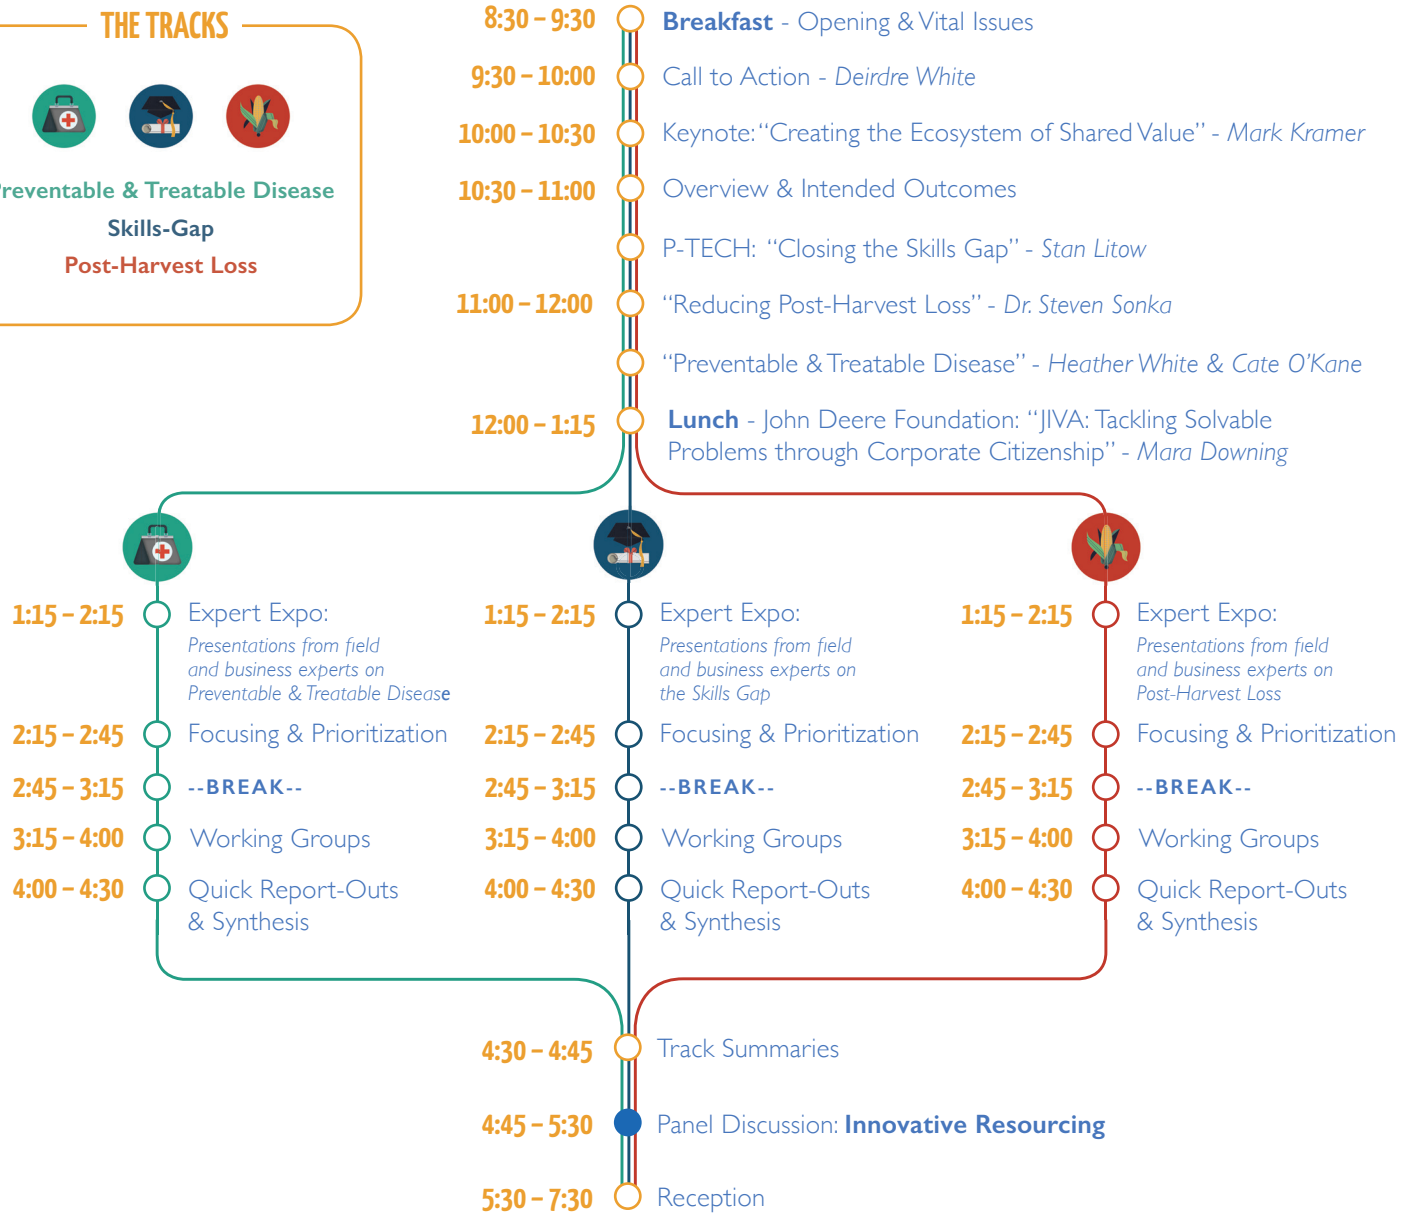 THE TRACKS
Preventable & Treatable Disease
Skills-Gap
Post-Harvest Loss
8:30 – 9:30 Breakfast - Opening & Vital Issues
9:30 – 10:00 Call to Action - Deirdre White
10:00 – 10:30 Keynote: “Creating the Ecosystem of Shared Value” - Mark Kramer
10:30 – 11:00 Overview & Intended Outcomes
P-TECH: “Closing the Skills Gap” - Stan Litow
11:00 – 12:00 “Reducing Post-Harvest Loss” - Dr. Steven Sonka
“Preventable & Treatable Disease” - Heather White & Cate O’Kane
12:00 – 1:15 Lunch - John Deere Foundation: “JIVA: Tackling Solvable
Problems through Corporate Citizenship” - Mara Downing
1:15 – 2:15 Expert Expo:
Presentations from field
and business experts on
Preventable & Treatable Disease
2:15 – 2:45 Focusing & Prioritization
2:45 – 3:15 --BREAK--
3:15 – 4:00 Working Groups
4:00 – 4:30 Quick Report-Outs
& Synthesis
1:15 – 2:15 Expert Expo:
Presentations from field
and business experts on
the Skills Gap
2:15 – 2:45 Focusing & Prioritization
2:45 – 3:15 --BREAK--
3:15 – 4:00 Working Groups
4:00 – 4:30 Quick Report-Outs
& Synthesis
1:15 – 2:15 Expert Expo:
Presentations from field
and business experts on
Post-Harvest Loss
2:15 – 2:45 Focusing & Prioritization
2:45 – 3:15 --BREAK--
3:15 – 4:00 Working Groups
4:00 – 4:30 Quick Report-Outs
& Synthesis
4:30 – 4:45 Track Summaries
4:45 – 5:30 Panel Discussion: Innovative Resourcing
5:30 – 7:30 Reception